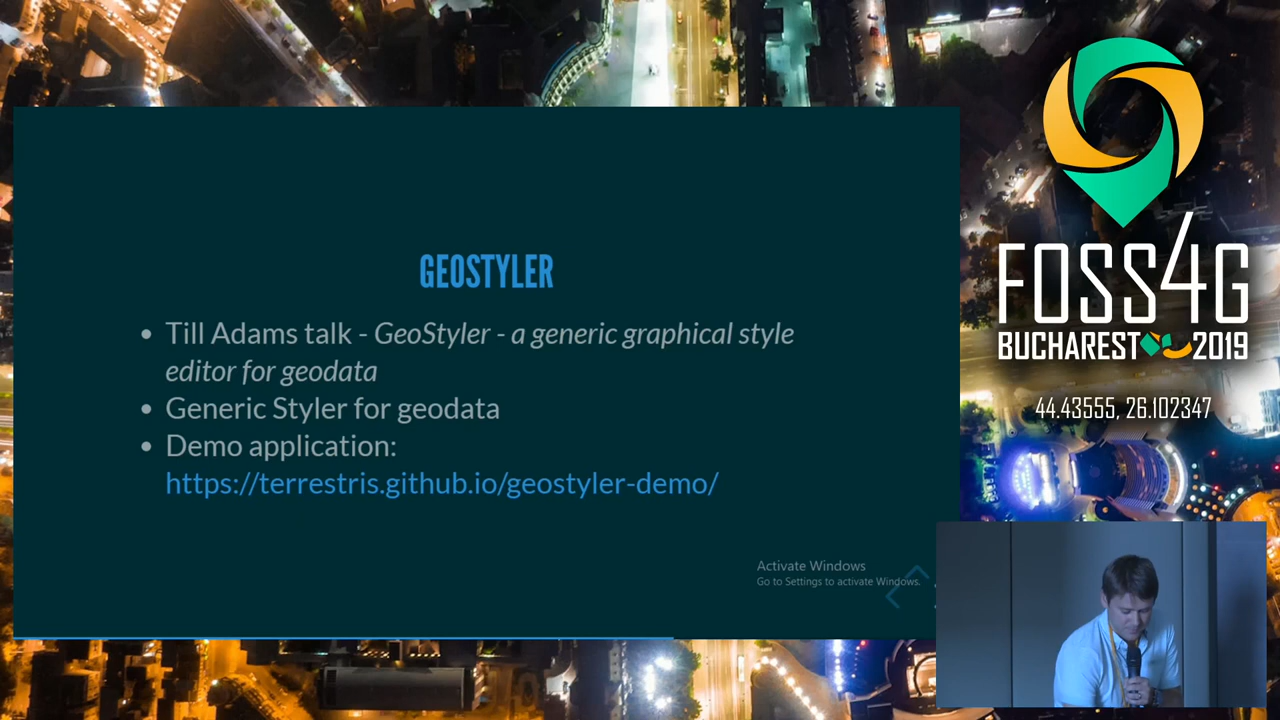 GEOSTYLER
• Till Adams talk - GeoStyler - a generic graphical style
editor for geodata
• Generic Styler for geodata
• Demo application:
https://terrestris.github.io/geostyler-demo/
Activate Windows
Go to Settings to activate Windows.
FOSS4G
BUCHAREST 2019
44.43555, 26.102347